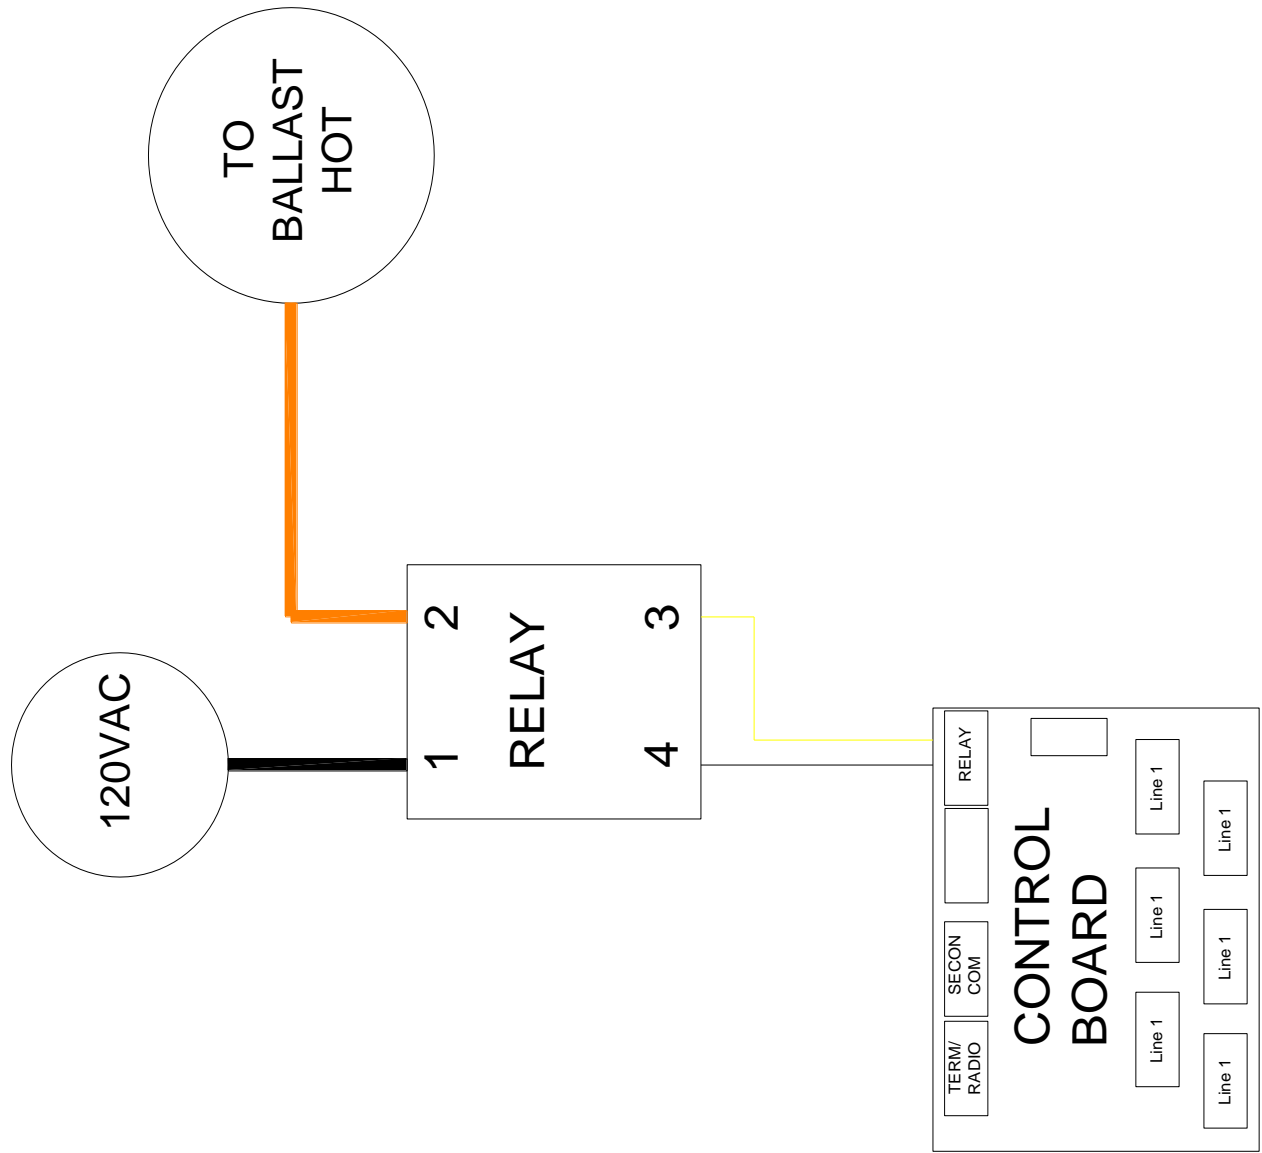 TO
BALLAST
HOT
120VAC
1
2
RELAY
4
3
RELAY
SECON
COM
TERM/
RADIO
CONTROL
BOARD
Line 1
Line 1
Line 1
Line 1
Line 1
Line 1